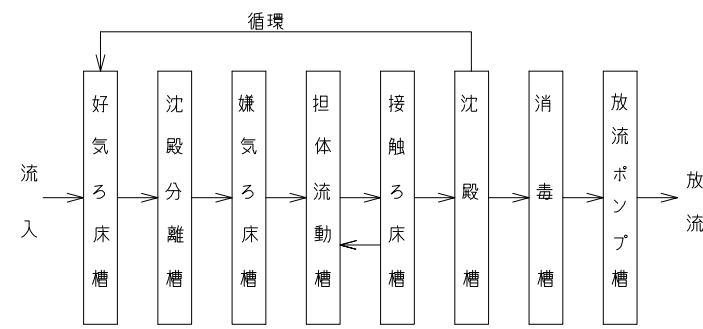 循環
流入
好気ろ床槽
沈殿分離槽
嫌気ろ床槽
担体流動槽
接触ろ床槽
沈殿槽
消毒槽
放流ポンプ槽
放流